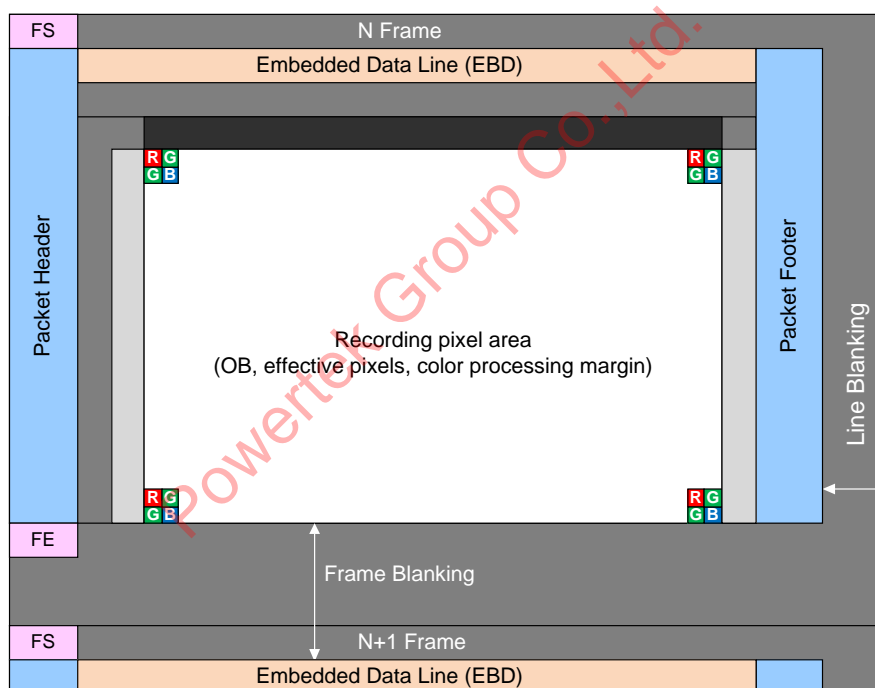 FS
N Frame
Embedded Data Line (EBD)
R G
G B
R G
G B
Packet Header
Packet Footer
Line Blanking
Recording pixel area
(OB, effective pixels, color processing margin)
Powertek Group Co.,Ltd.
R G
G B
R G
G B
FE
Frame Blanking
FS
N+1 Frame
Embedded Data Line (EBD)